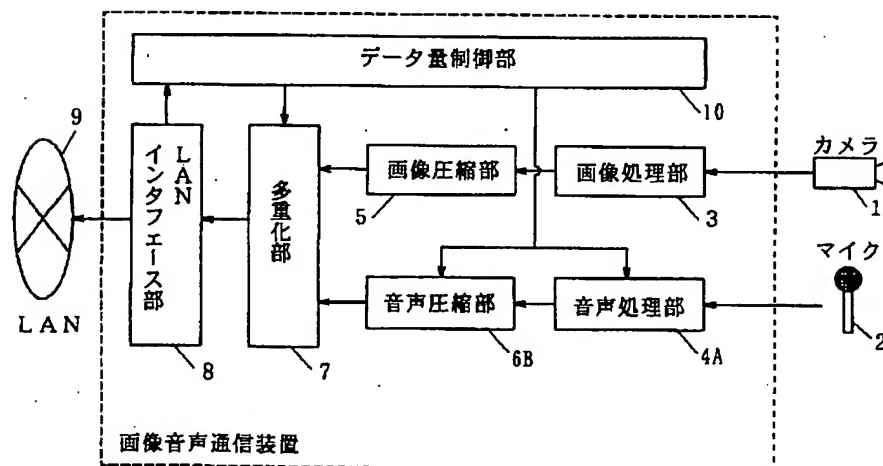 データ量制御部
10
9
LAN
インタフェース部
多重化部
画像圧縮部
画像処理部
カメラ
5
3
1
マイク
音声圧縮部
音声処理部
LAN
8
7
6B
4A
2
画像音声通信装置